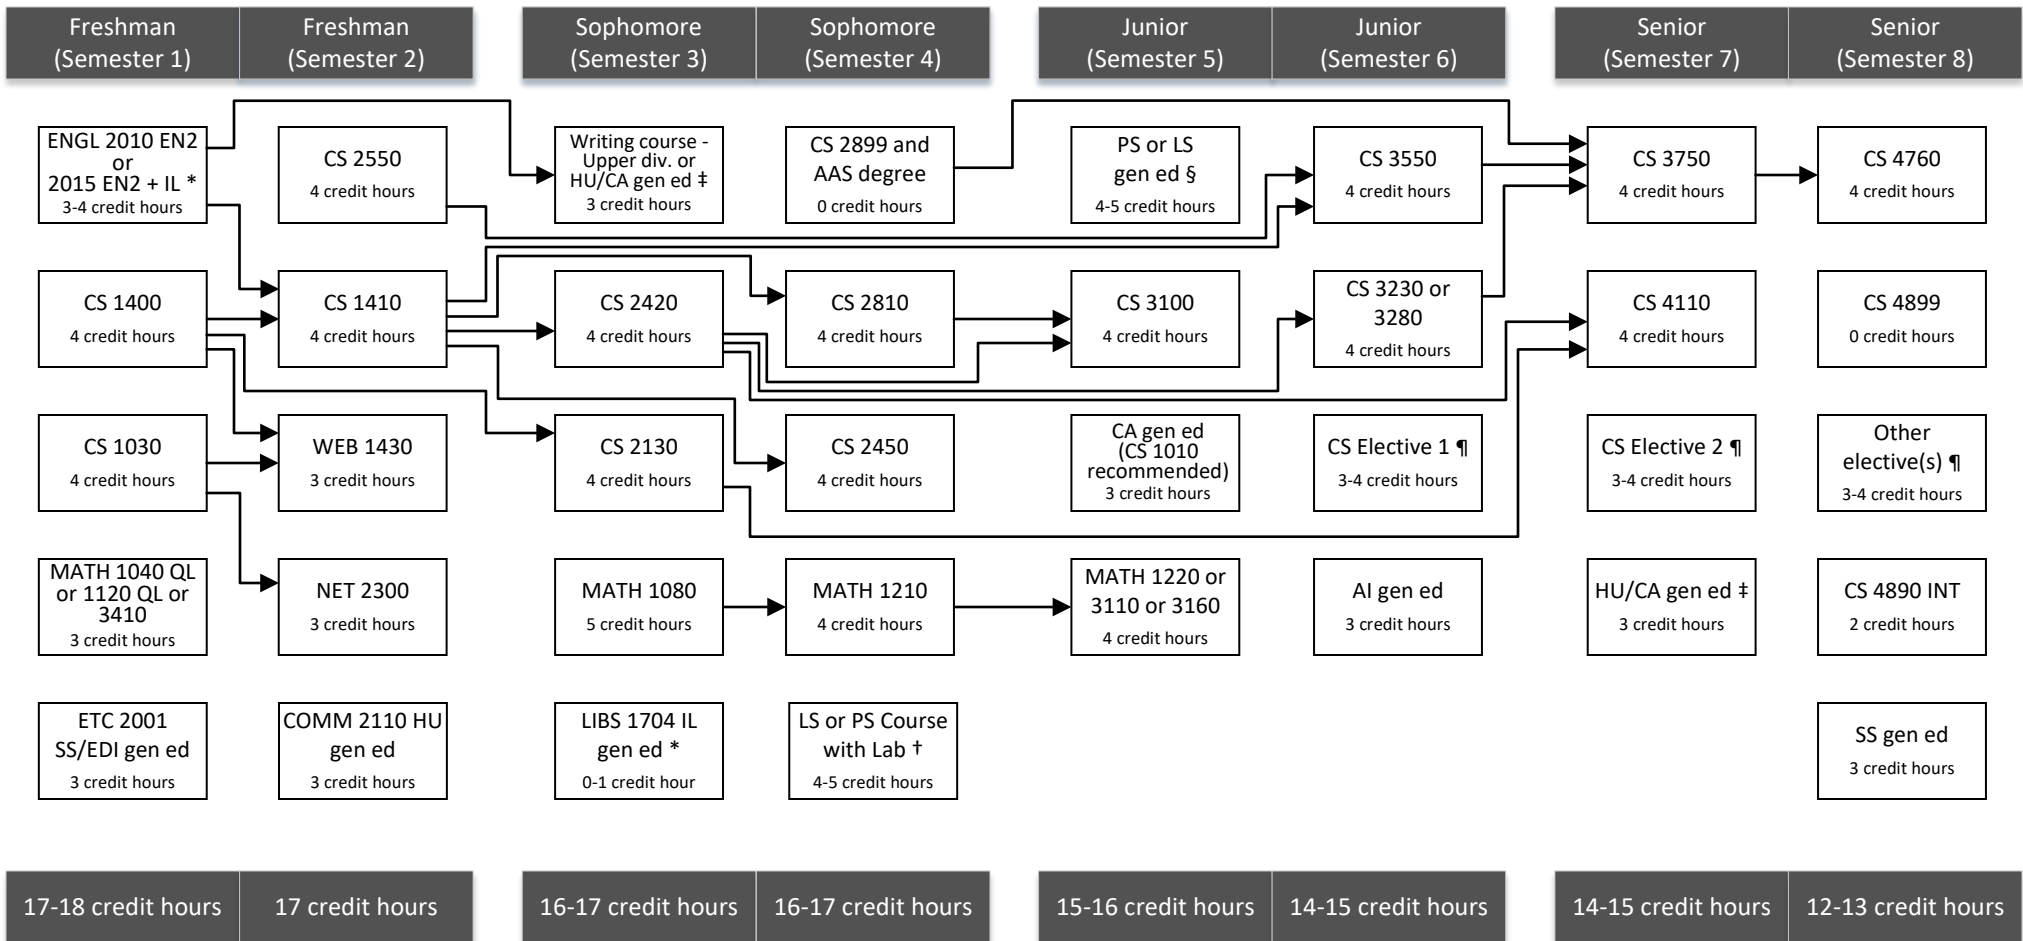 Freshman
(Semester 1)
Freshman
(Semester 2)
Sophomore
(Semester 3)
Sophomore
(Semester 4)
Junior
(Semester 5)
Junior
(Semester 6)
Senior
(Semester 7)
Senior
(Semester 8)
ENGL 2010 EN2
or
2015 EN2 + IL *
3-4 credit hours
CS 2550
4 credit hours
Writing course -
Upper div. or
HU/CA gen ed ‡
3 credit hours
CS 2899 and
AAS degree
0 credit hours
PS or LS
gen ed §
4-5 credit hours
CS 3550
4 credit hours
CS 3750
4 credit hours
CS 4760
4 credit hours
CS 1400
4 credit hours
CS 1410
4 credit hours
CS 2420
4 credit hours
CS 2810
4 credit hours
CS 3100
4 credit hours
CS 3230 or
3280
4 credit hours
CS 4110
4 credit hours
CS 4899
0 credit hours
CS 1030
4 credit hours
WEB 1430
3 credit hours
CS 2130
4 credit hours
CS 2450
4 credit hours
CA gen ed
(CS 1010
recommended)
3 credit hours
CS Elective 1 ¶
3-4 credit hours
CS Elective 2 ¶
3-4 credit hours
Other
elective(s) ¶
3-4 credit hours
MATH 1040 QL
or 1120 QL or
3410
3 credit hours
NET 2300
3 credit hours
MATH 1080
5 credit hours
MATH 1210
4 credit hours
MATH 1220 or
3110 or 3160
4 credit hours
AI gen ed
3 credit hours
HU/CA gen ed ‡
3 credit hours
CS 4890 INT
2 credit hours
ETC 2001
SS/EDI gen ed
3 credit hours
COMM 2110 HU
gen ed
3 credit hours
LIBS 1704 IL
gen ed *
0-1 credit hour
LS or PS Course
with Lab †
4-5 credit hours
SS gen ed
3 credit hours
17-18 credit hours
17 credit hours
16-17 credit hours
16-17 credit hours
15-16 credit hours
14-15 credit hours
14-15 credit hours
12-13 credit hours